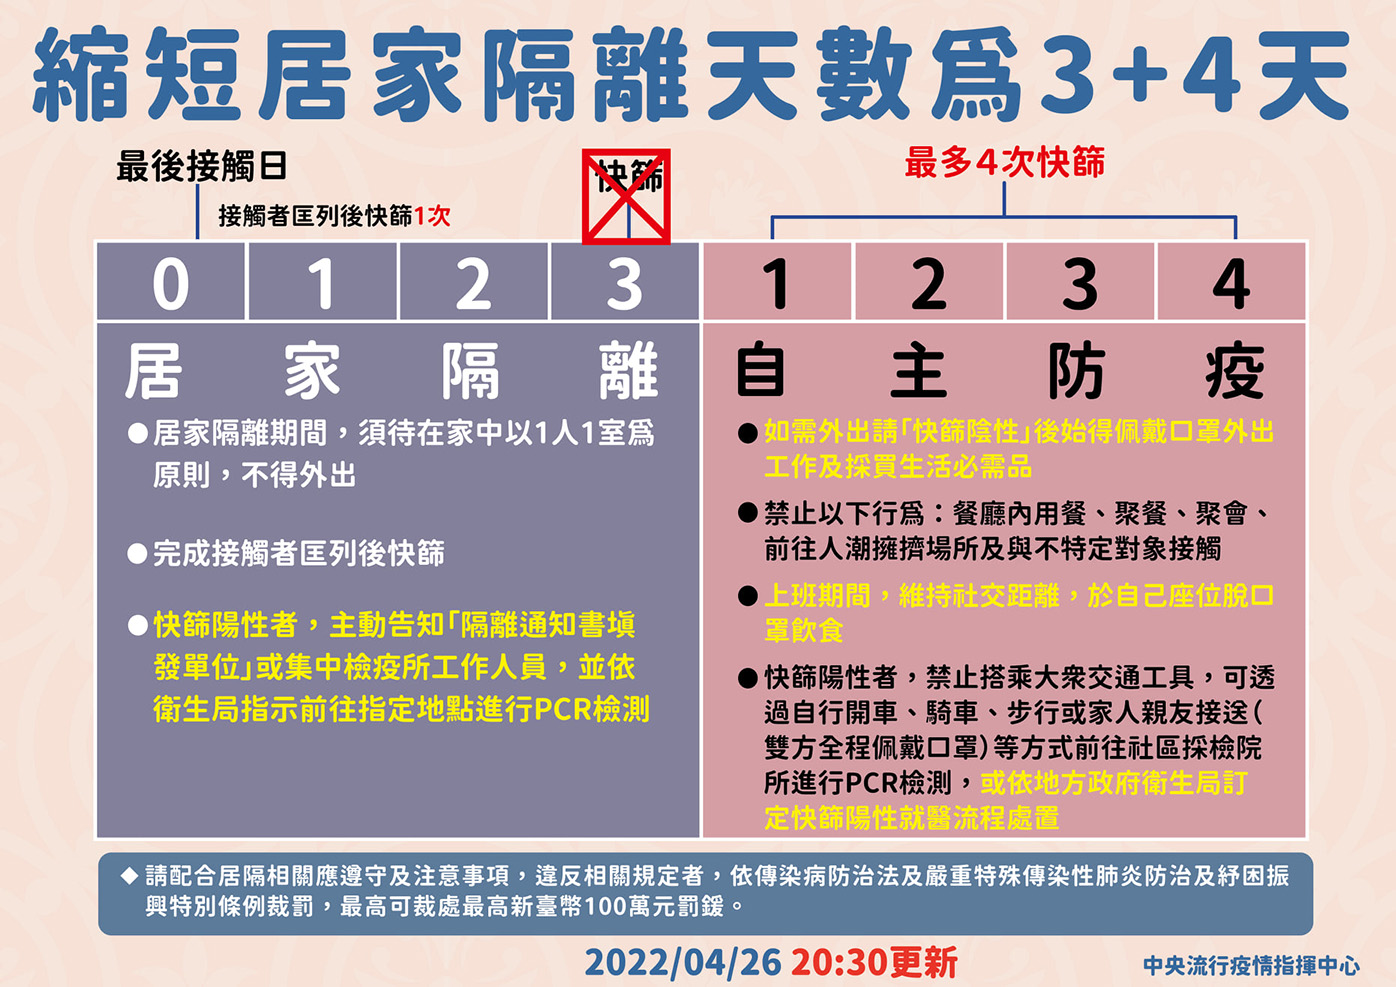 縮短居家隔離天數爲3+4天
最後接觸日
快篩
最多4次快篩
接觸者匡列後快篩1次
0 1 2 3 1 2 3 4
居家隔離
●居家隔離期間，須待在家中以1人1室爲
原則，不得外出
●完成接觸者匡列後快篩
●快篩陽性者，主動告知「隔離通知書塡
發單位」或集中檢疫所工作人員，並依
衛生局指示前往指定地點進行PCR檢測
自主防疫
●如需外出請「快篩陰性」後始得佩戴口罩外出
工作及採買生活必需品
●禁止以下行爲：餐廳內用餐、聚餐、聚會、
前往人潮擁擠場所及與不特定對象接觸
●上班期間，維持社交距離，於自己座位脫口
罩飲食
●快篩陽性者，禁止搭乘大衆交通工具，可透
過自行開車、騎車、步行或家人親友接送（
雙方全程佩戴口罩）等方式前往社區採檢院
所進行PCR檢測，或依地方政府衛生局訂
定快篩陽性就醫流程處置
◆請配合居隔相關應遵守及注意事項，違反相關規定者，依傳染病防治法及嚴重特殊傳染性肺炎防治及紓困振
興特別條例裁罰，最高可裁處最高新臺幣100萬元罰鍰。
2022/04/26 20:30更新
中央流行疫情指揮中心